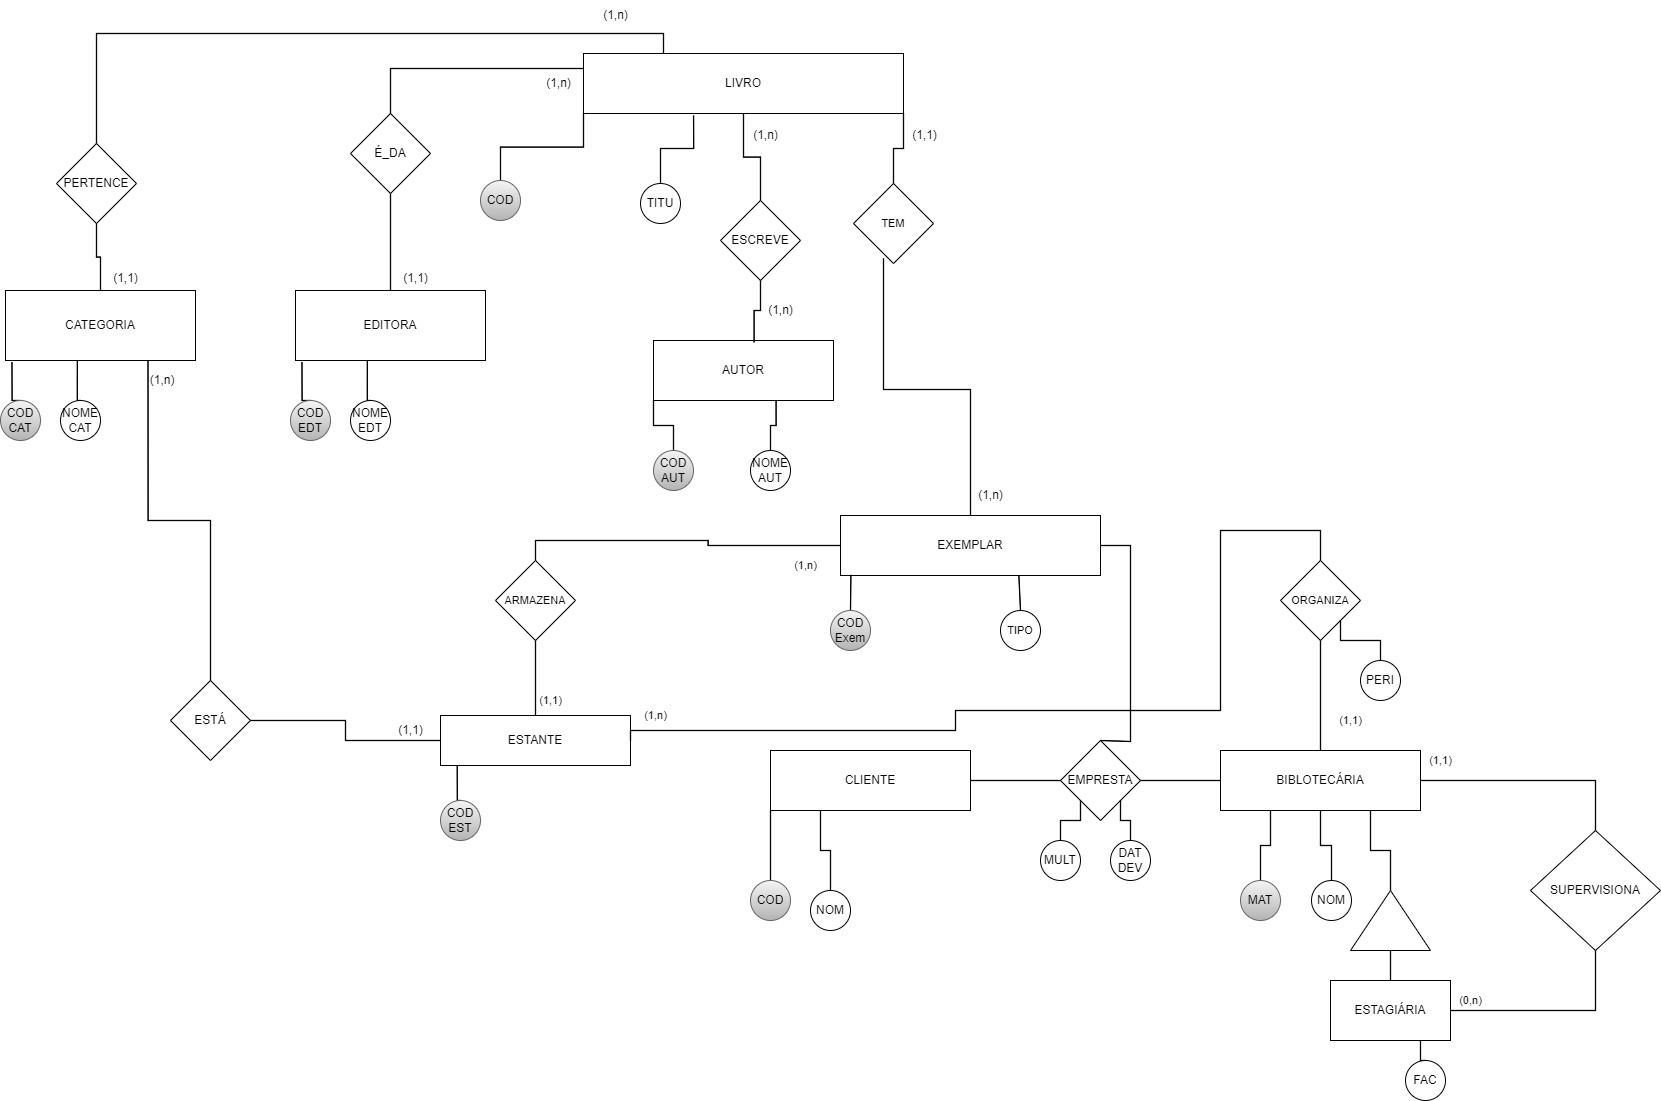 (1,n)
LIVRO
(1,n)
(1,n)
(1,1)
É_DA
PERTENCE
COD
TITU
TEM
ESCREVE
(1,1)
(1,1)
(1,n)
CATEGORIA
EDITORA
AUTOR
(1,n)
COD
CAT
NOME
CAT
COD
EDT
NOME
EDT
COD
AUT
NOME
AUT
(1,n)
EXEMPLAR
(1,n)
ARMAZENA
ORGANIZA
COD
Exem
TIPO
PERI
(1,1)
(1,n)
(1,1)
ESTÁ
(1,1)
ESTANTE
(1,1)
CLIENTE
EMPRESTA
BIBLOTECÁRIA
COD
EST
MULT
DAT
DEV
SUPERVISIONA
COD
NOM
MAT
NOM
(0,n)
ESTAGIÁRIA
FAC